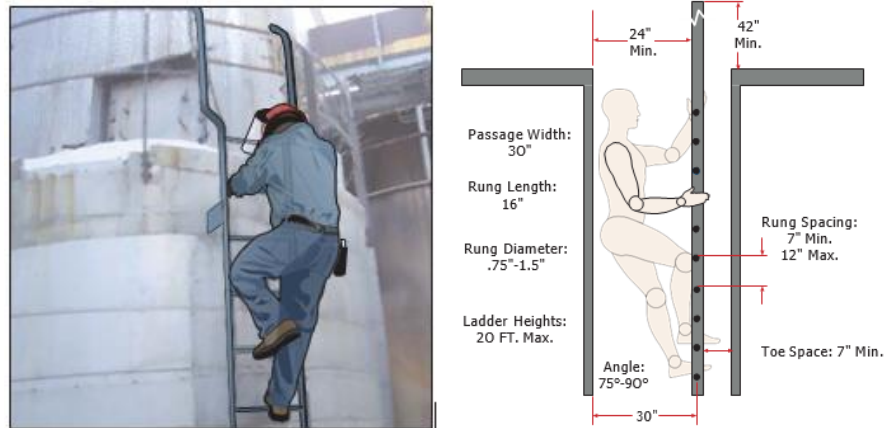 24"
Min.
42"
Min.
Passage Width:
30"
Rung Length:
16"
Rung Spacing:
7" Min.
12" Max.
Rung Diameter:
.75"-1.5"
Ladder Heights:
20 FT. Max.
Toe Space: 7" Min.
Angle:
75°-90°
30"